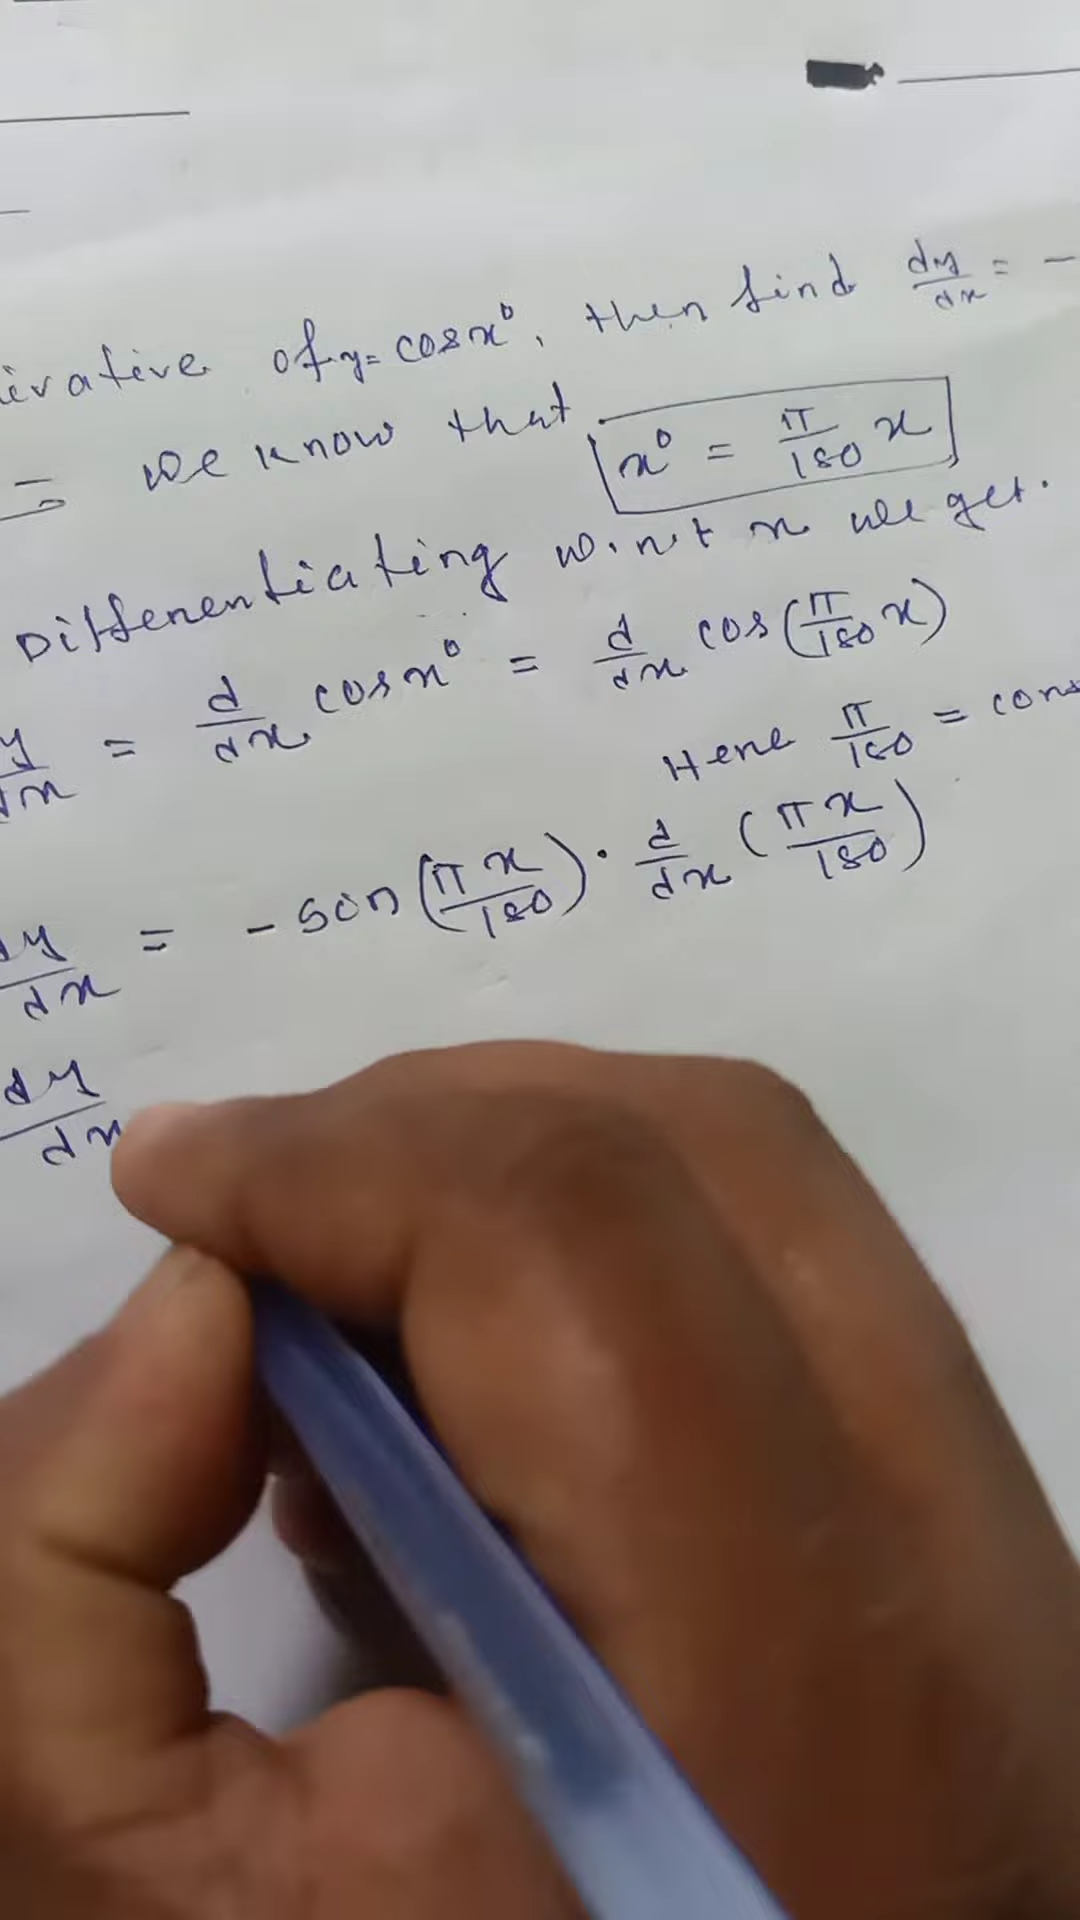 ivative of y = cos x°, then find dy/dx = -
= we know that x° = π/180 x
Differentiating w.r.t x we get.
y/dx = d/dx cos x° = d/dx cos (π/180 x)
Here π/180 = cons
dy/dx = - sin (πx/180) · d/dx (πx/180)
dy/dx